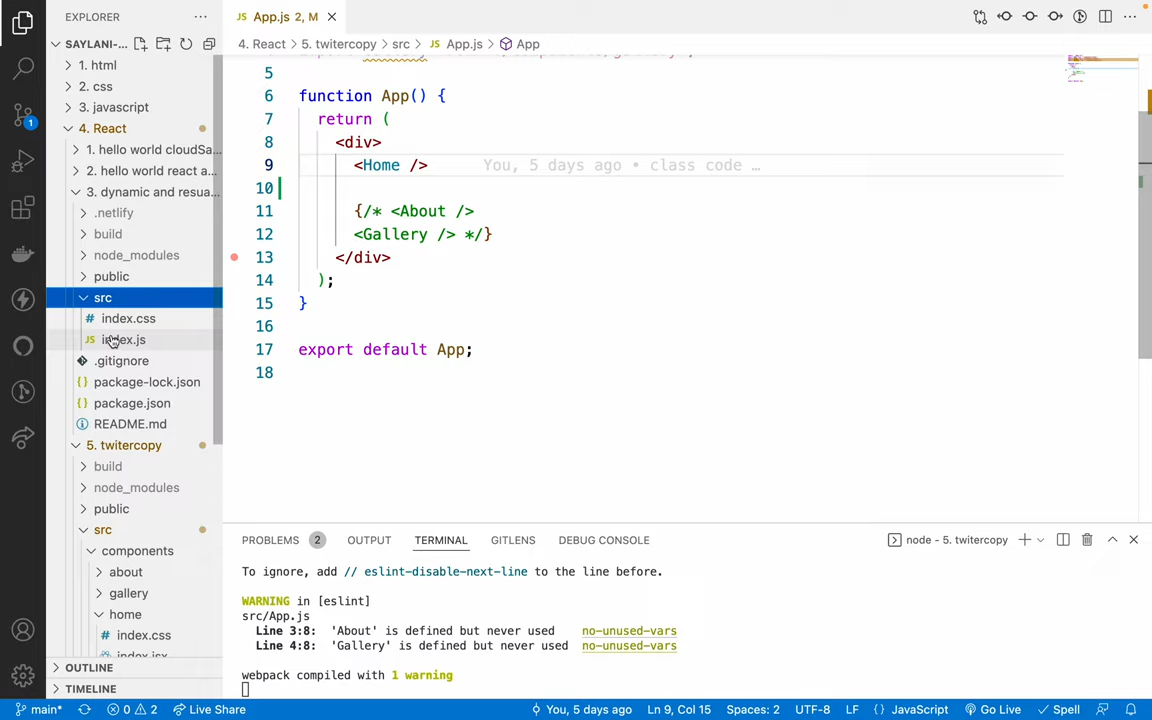 EXPLORER
···
JS App.js 2, M
SAYLANI-...
4. React > 5. twitercopy > src > JS App.js > App
1. html
2. css
3. javascript
4. React
1. hello world cloudSa...
2. hello world react a...
3. dynamic and resua...
.netlify
build
node_modules
public
src
# index.css
JS index.js
.gitignore
{} package-lock.json
{} package.json
README.md
5. twitercopy
build
node_modules
public
src
components
about
gallery
home
# index.css
index.jsx
OUTLINE
TIMELINE
1
5
6 function App() {
7 return (
8 <div>
9 <Home /> You, 5 days ago • class code …
10
11 {/* <About />
12 <Gallery /> */}
13 </div>
14 );
15 }
16
17 export default App;
18
PROBLEMS 2 OUTPUT TERMINAL GITLENS DEBUG CONSOLE node - 5. twitercopy
To ignore, add // eslint-disable-next-line to the line before.
WARNING in [eslint]
src/App.js
Line 3:8: 'About' is defined but never used no-unused-vars
Line 4:8: 'Gallery' is defined but never used no-unused-vars
webpack compiled with 1 warning
main* 0 2 Live Share You, 5 days ago Ln 9, Col 15 Spaces: 2 UTF-8 LF {} JavaScript Go Live Spell